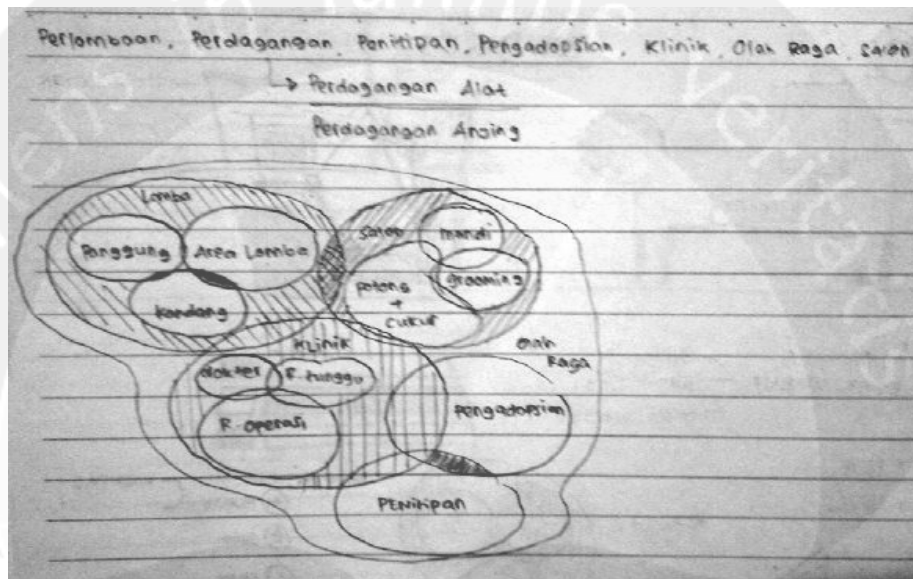 Perlombaan, Perdagangan, Penitipan, Pengadopsian, Klinik, Olah Raga, Salon
Perdagangan Alat
Perdagangan Anjing
Lomba
Panggung
Area Lomba
Kandang
Salon
Mandi
Grooming
potong
+
cukur
Klinik
dokter
R. tunggu
R. operasi
Olah
Raga
Pengadopsian
PENitipan